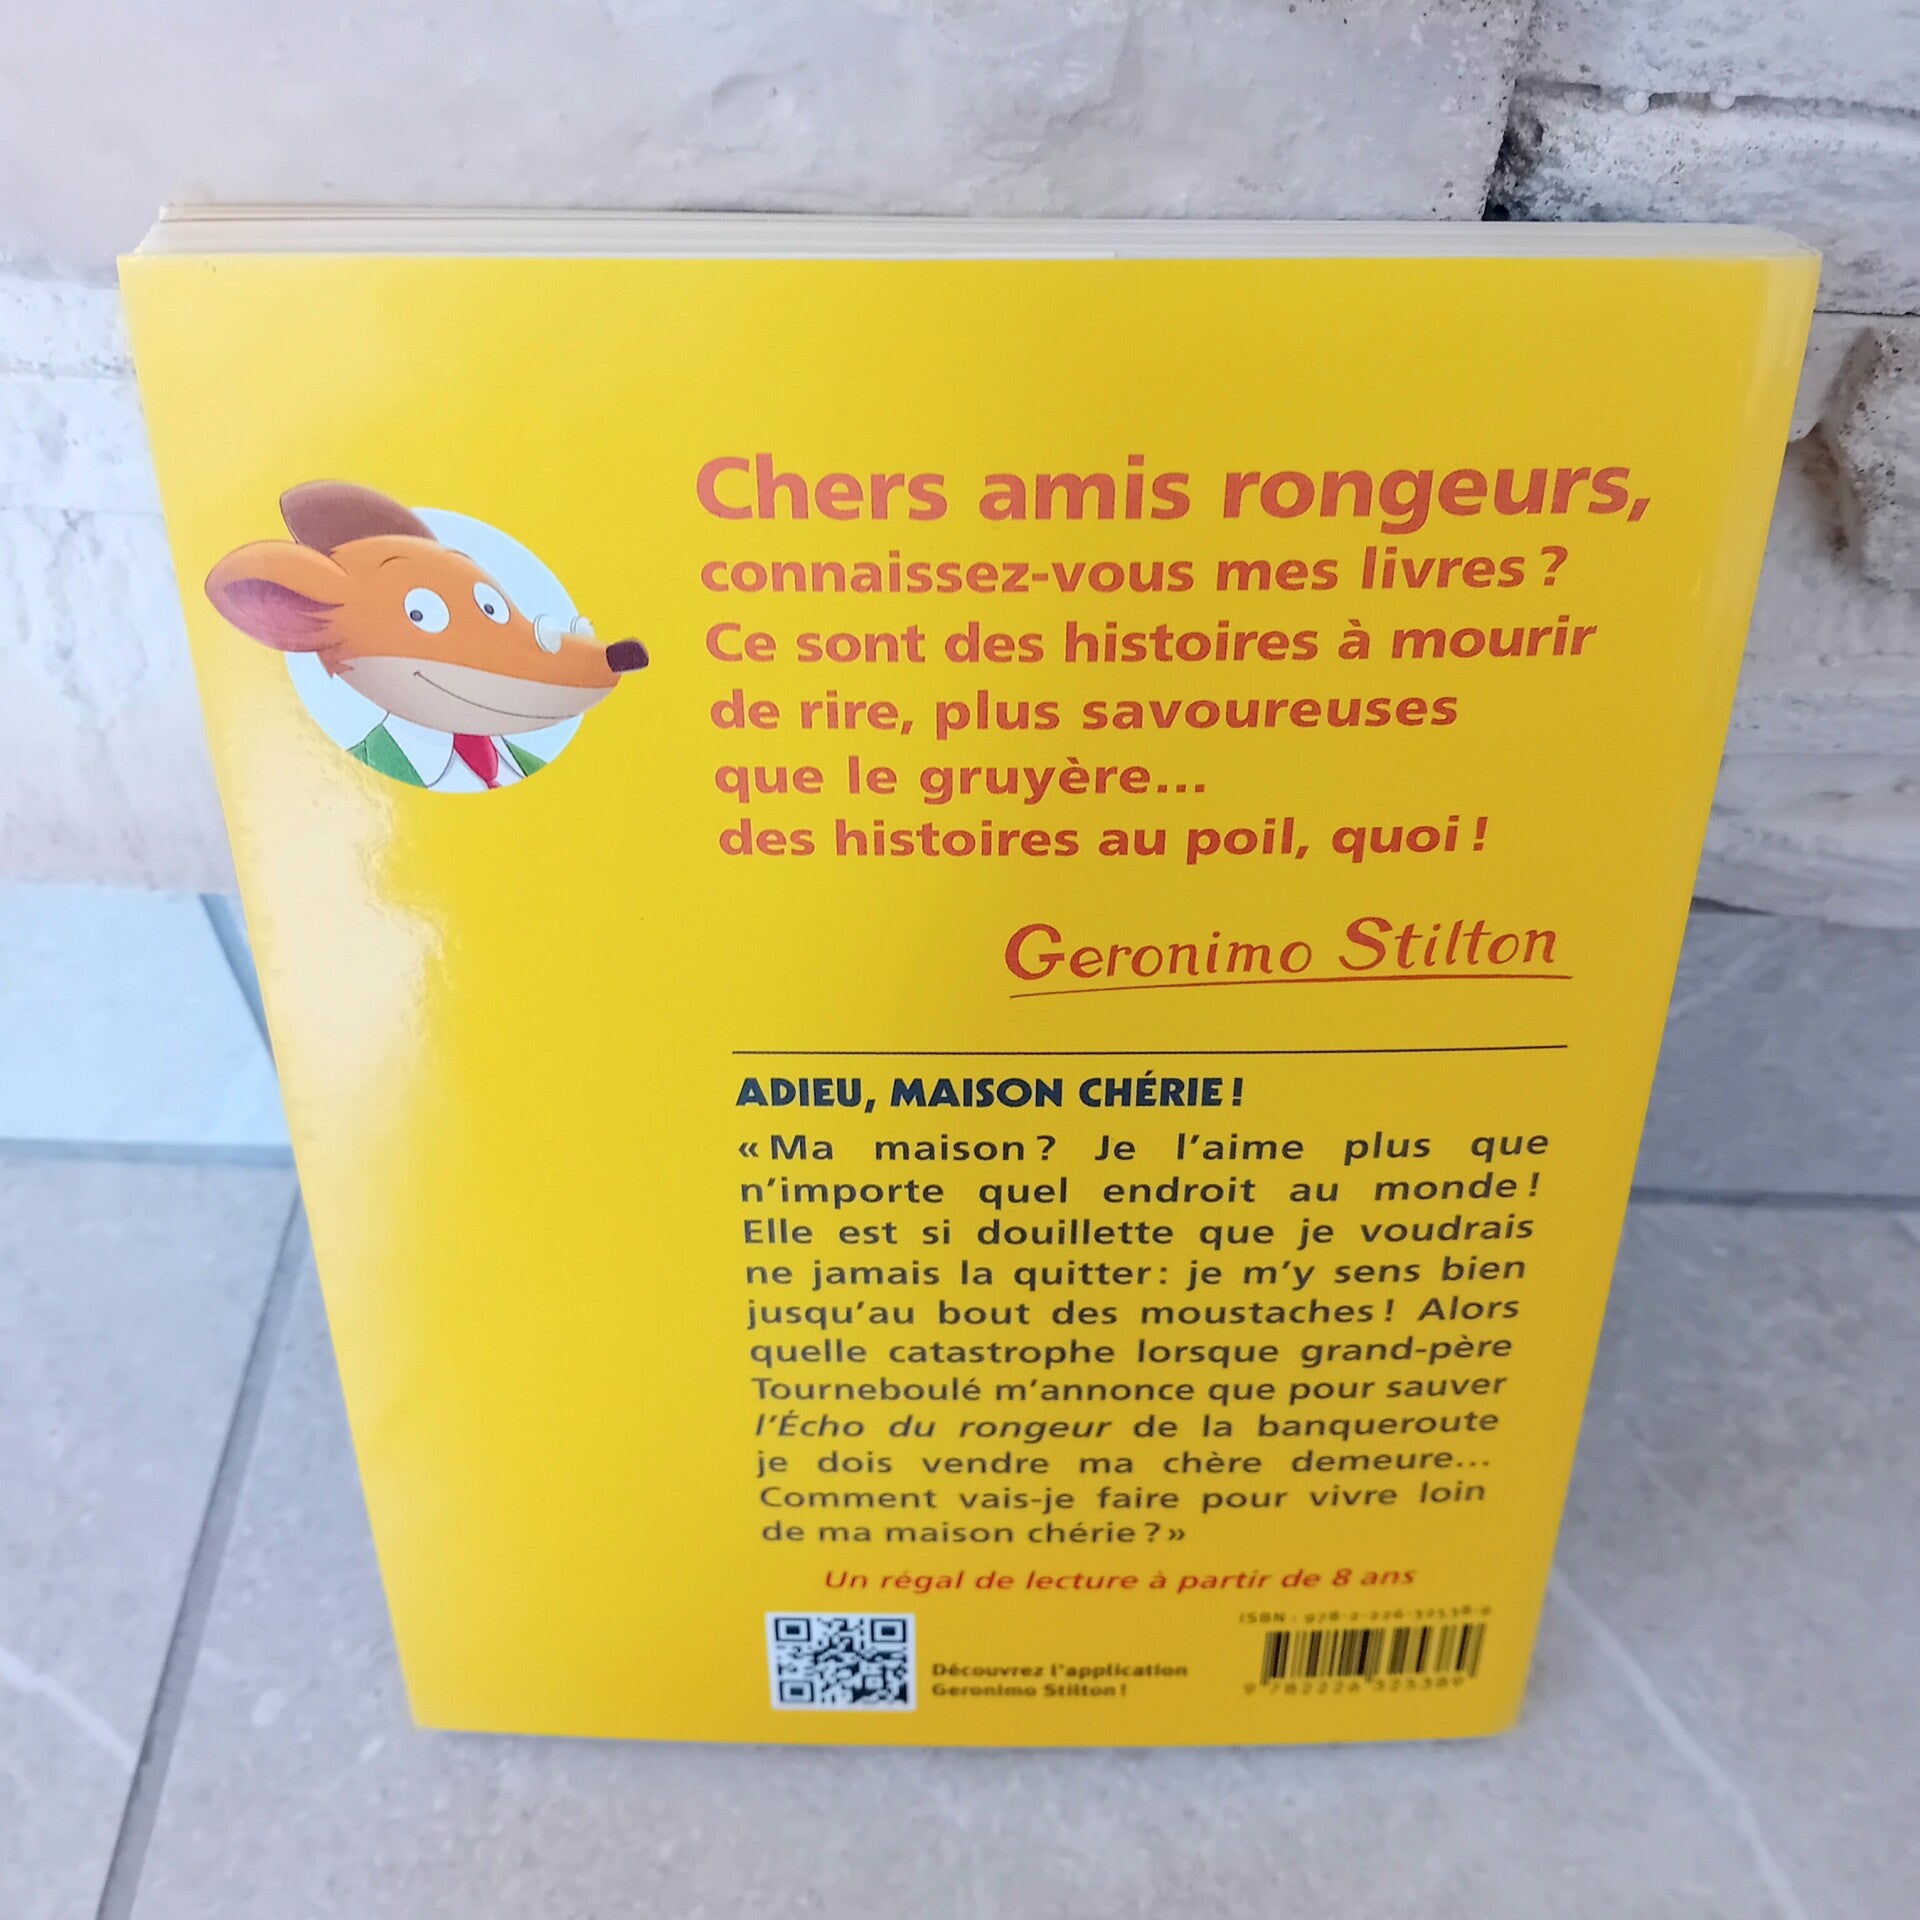 Chers amis rongeurs,
connaissez-vous mes livres ?
Ce sont des histoires à mourir
de rire, plus savoureuses
que le gruyère...
des histoires au poil, quoi !
Geronimo Stilton
ADIEU, MAISON CHÉRIE !
« Ma maison ? Je l'aime plus que
n'importe quel endroit au monde !
Elle est si douillette que je voudrais
ne jamais la quitter : je m'y sens bien
jusqu'au bout des moustaches ! Alors
quelle catastrophe lorsque grand-père
Tourneboulé m'annonce que pour sauver
l'Écho du rongeur de la banqueroute
je dois vendre ma chère demeure...
Comment vais-je faire pour vivre loin
de ma maison chérie ? »
Un régal de lecture à partir de 8 ans
Découvrez l'application
Geronimo Stilton !
ISBN :